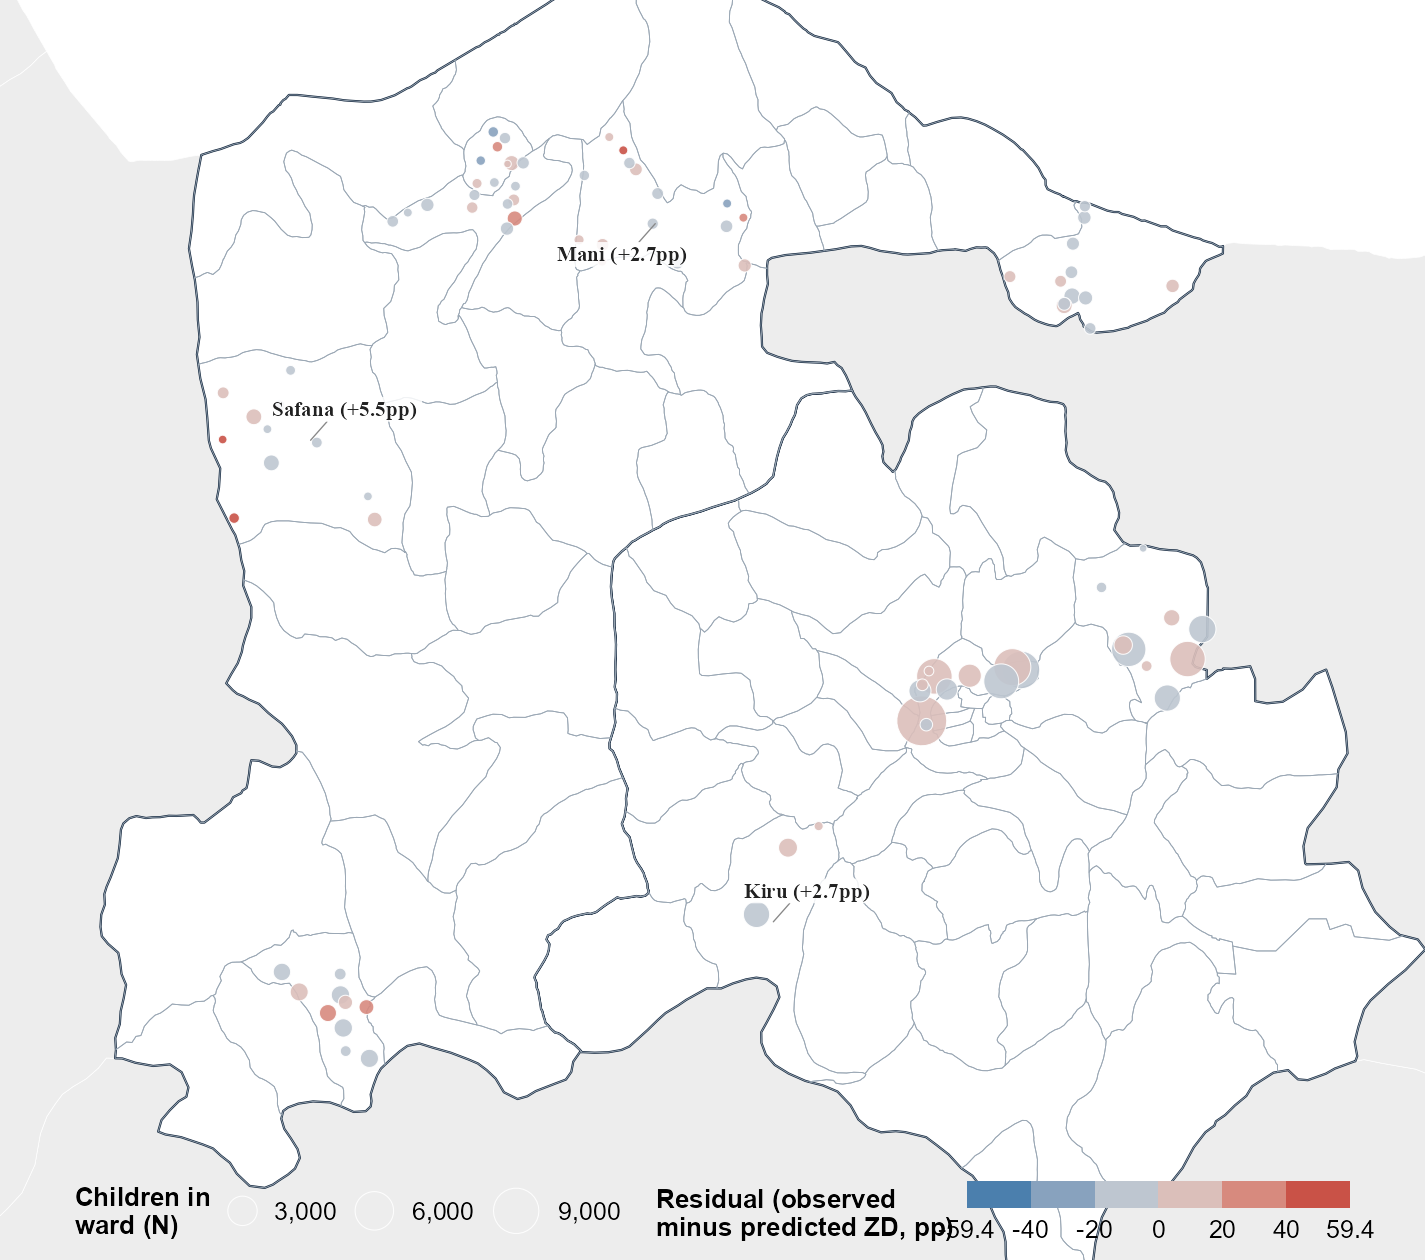 Mani (+2.7pp)
Safana (+5.5pp)
Kiru (+2.7pp)
Children in
ward (N)
3,000
6,000
9,000
Residual (observed
minus predicted ZD, pp)
-59.4
-40
-20
0
20
40
59.4